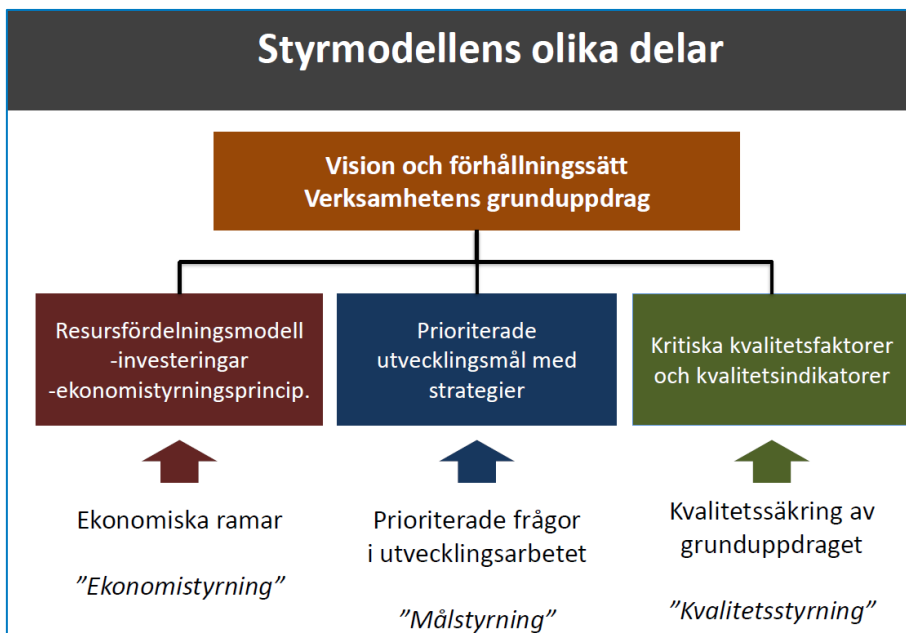 Styrmodellens olika delar
Vision och förhållningssätt
Verksamhetens grunduppdrag
Resursfördelningsmodell
-investeringar
-ekonomistyrningsprincip.
Prioriterade
utvecklingsmål med
strategier
Kritiska kvalitetsfaktorer
och kvalitetsindikatorer
Ekonomiska ramar
”Ekonomistyrning”
Prioriterade frågor
i utvecklingsarbetet
”Målstyrning”
Kvalitetssäkring av
grunduppdraget
”Kvalitetsstyrning”